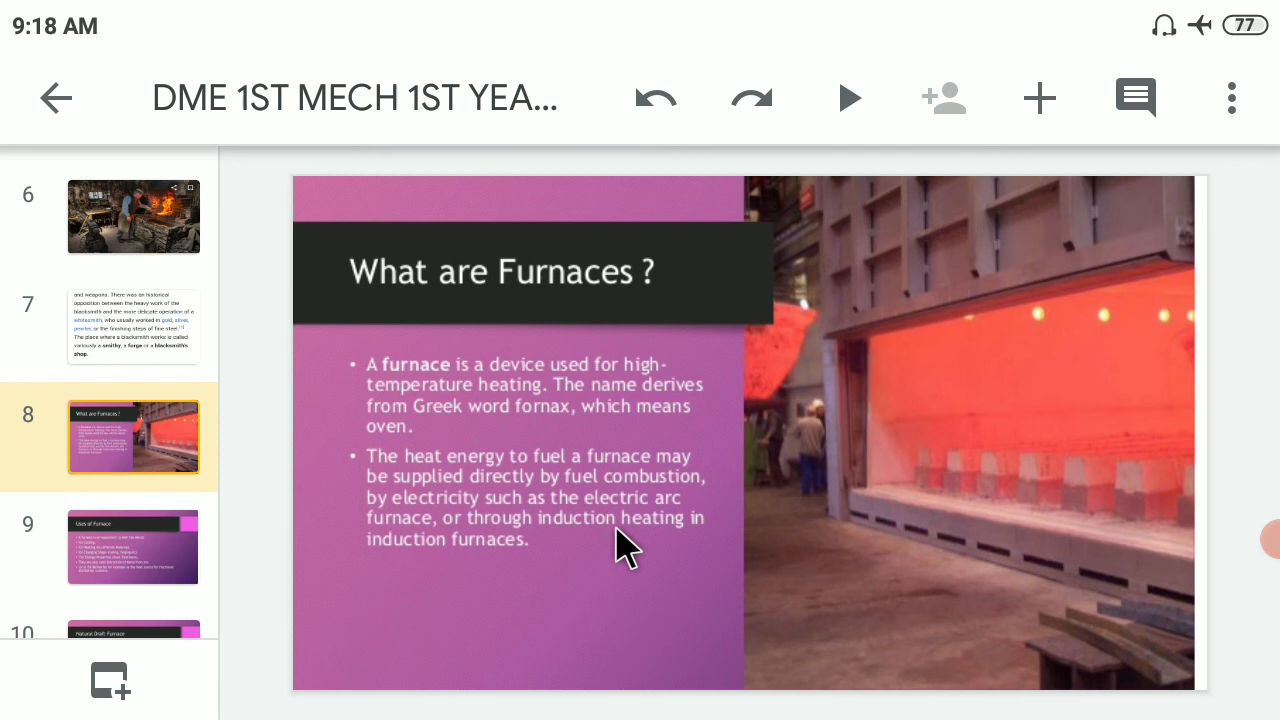 9:18 AM
77
DME 1ST MECH 1ST YEA...
6
7
and weapons. There was an historical
opposition between the heavy work of the
blacksmith and the more delicate operation of a
whitesmith, who usually worked in gold, silver,
pewter, or the finishing steps of fine steel.
The place where a blacksmith works is called
variously a smithy, a forge or a blacksmith's
shop.
8
What are Furnaces ?
9
Uses of Furnace
10
Natural Draft Furnace
What are Furnaces ?
• A furnace is a device used for high-
temperature heating. The name derives
from Greek word fornax, which means
oven.
• The heat energy to fuel a furnace may
be supplied directly by fuel combustion,
by electricity such as the electric arc
furnace, or through induction heating in
induction furnaces.